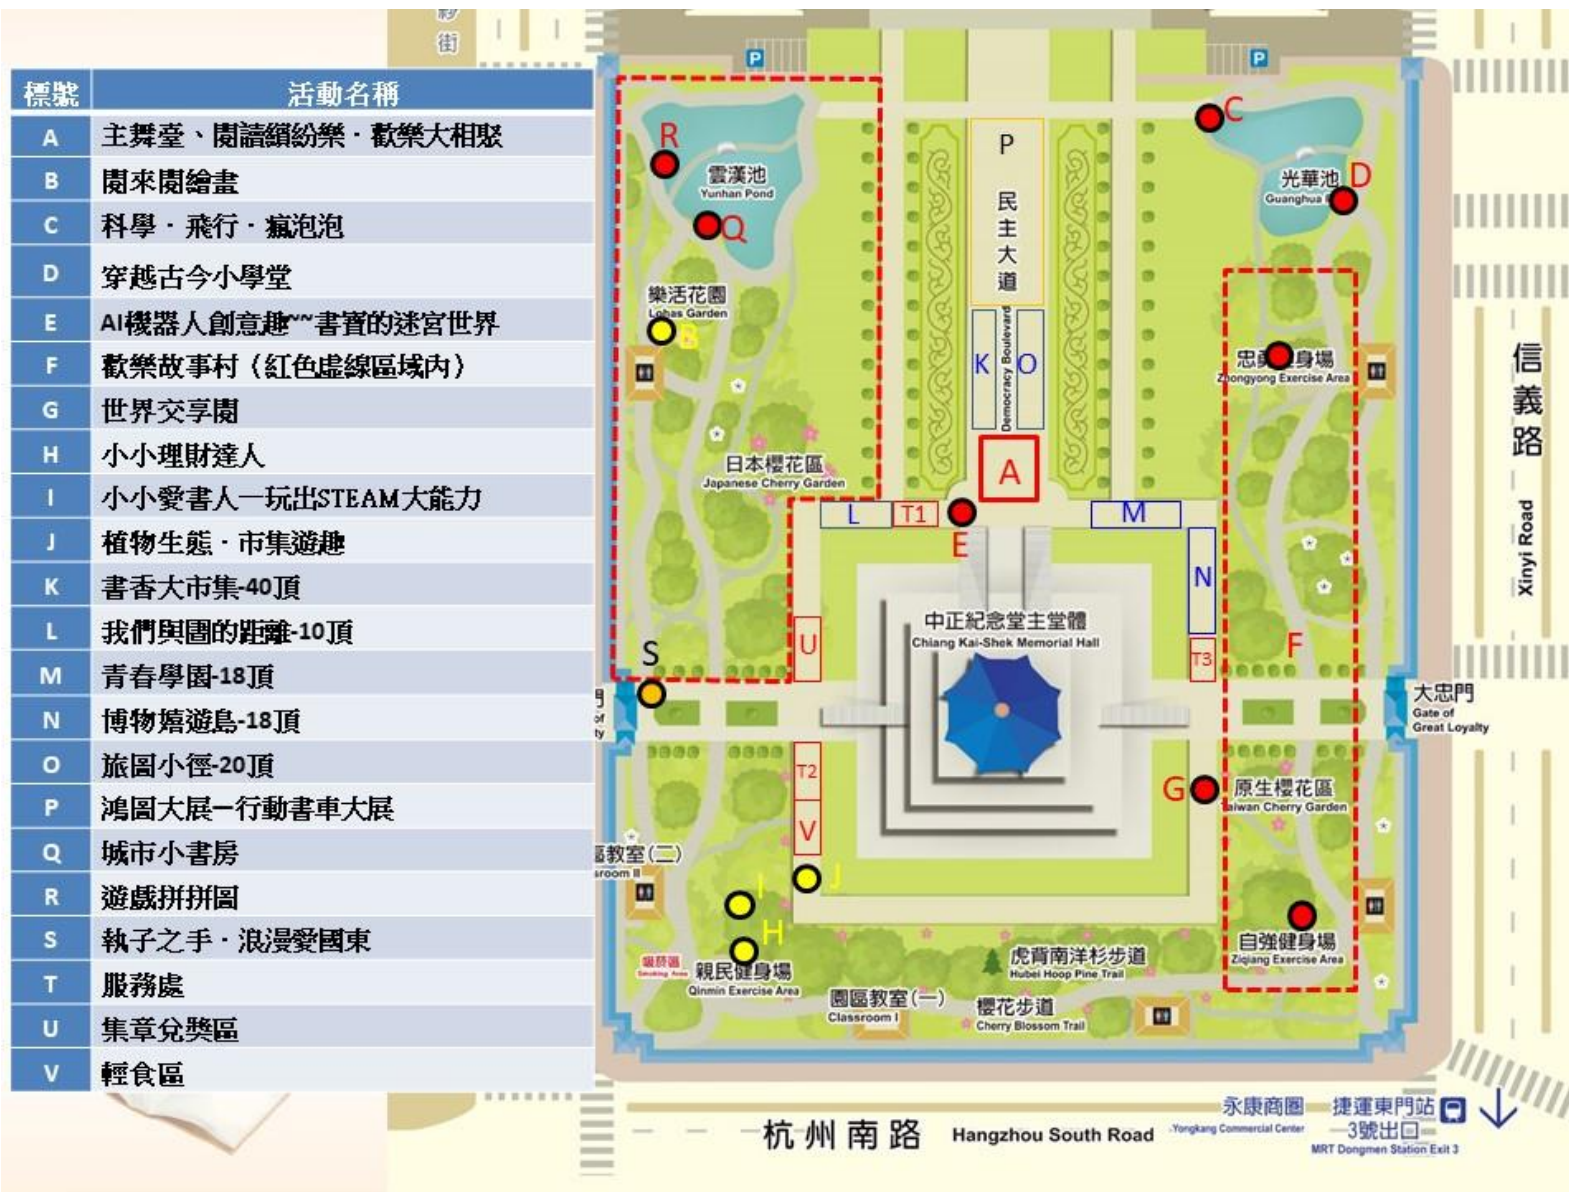 街
標號 活動名稱
A 主舞臺、閱讀繽紛樂．歡樂大相聚
B 閱來閱繪畫
C 科學．飛行．瘋泡泡
D 穿越古今小學堂
E AI機器人創意趣~~書寶的迷宮世界
F 歡樂故事村（紅色虛線區域內）
G 世界交享閱
H 小小理財達人
I 小小愛書人—玩出STEAM大能力
J 植物生態．市集遊趣
K 書香大市集-40頂
L 我們與圖的距離-10頂
M 青春學園-18頂
N 博物嬉遊島-18頂
O 旅圖小徑-20頂
P 鴻圖大展—行動書車大展
Q 城市小書房
R 遊戲拼拼圖
S 執子之手．浪漫愛國東
T 服務處
U 集章兌獎區
V 輕食區
P
P
R
雲漢池
Yunhan Pond
Q
樂活花園
Lohas Garden
B
日本櫻花區
Japanese Cherry Garden
P
民主大道
Democracy Boulevard
K
O
A
C
光華池
Guanghua
D
忠勇健身場
Zhongyong Exercise Area
L
T1
E
M
N
T3
F
U
S
中正紀念堂主堂體
Chiang Kai-Shek Memorial Hall
門
of
ty
大忠門
Gate of
Great Loyalty
T2
V
G
原生櫻花區
Taiwan Cherry Garden
區教室(二)
sroom II
J
I
H
吸菸區
Smoking Area
親民健身場
Qinmin Exercise Area
園區教室(一)
Classroom I
虎背南洋杉步道
Hubei Hoop Pine Trail
櫻花步道
Cherry Blossom Trail
自強健身場
Ziqiang Exercise Area
信義路
Xinyi Road
杭州南路 Hangzhou South Road
永康商圈
Yongkang Commercial Center
捷運東門站
3號出口
MRT Dongmen Station Exit 3